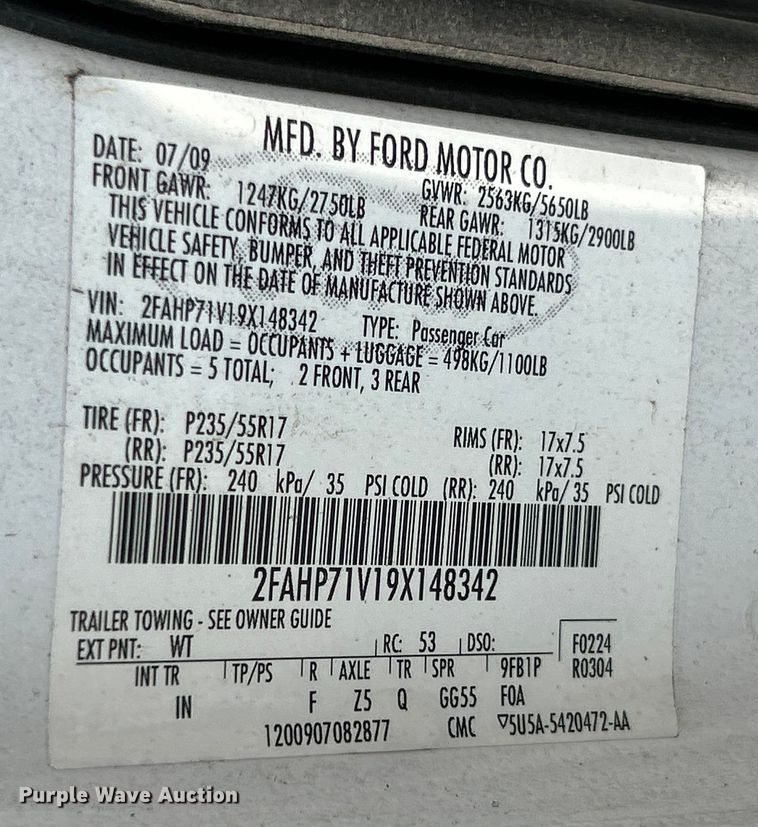 MFD. BY FORD MOTOR CO.
DATE: 07/09 GVWR: 2563KG/5650LB
FRONT GAWR: 1247KG/2750LB REAR GAWR: 1315KG/2900LB
THIS VEHICLE CONFORMS TO ALL APPLICABLE FEDERAL MOTOR
VEHICLE SAFETY, BUMPER, AND THEFT PREVENTION STANDARDS
IN EFFECT ON THE DATE OF MANUFACTURE SHOWN ABOVE.
VIN: 2FAHP71V19X148342 TYPE: Passenger Car
MAXIMUM LOAD = OCCUPANTS + LUGGAGE = 498KG/1100LB
OCCUPANTS = 5 TOTAL; 2 FRONT, 3 REAR
TIRE (FR): P235/55R17 RIMS (FR): 17x7.5
(RR): P235/55R17 (RR): 17x7.5
PRESSURE (FR): 240 kPa/ 35 PSI COLD (RR): 240 kPa/ 35 PSI COLD
2FAHP71V19X148342
TRAILER TOWING - SEE OWNER GUIDE
EXT PNT: WT RC: 53 DSO: F0224
INT TR TP/PS R AXLE TR SPR 9FB1P R0304
IN F Z5 Q GG55 FOA
1200907082877 CMC ▽5U5A-5420472-AA
Purple Wave Auction